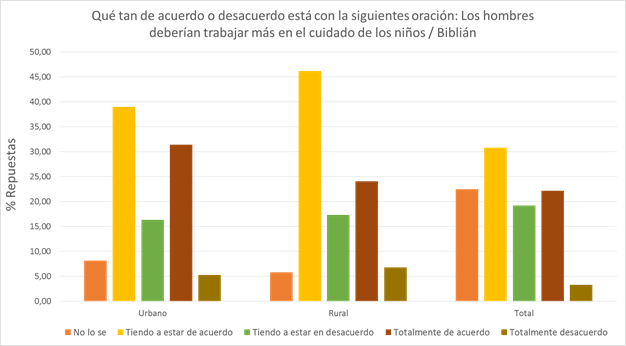 Qué tan de acuerdo o desacuerdo está con la siguientes oración: Los hombres
deberían trabajar más en el cuidado de los niños / Biblián
50,00
45,00
40,00
35,00
30,00
25,00
20,00
15,00
10,00
5,00
0,00
% Repuestas
Urbano Rural Total
No lo se Tiendo a estar de acuerdo Tiendo a estar en desacuerdo Totalmente de acuerdo Totalmente desacuerdo